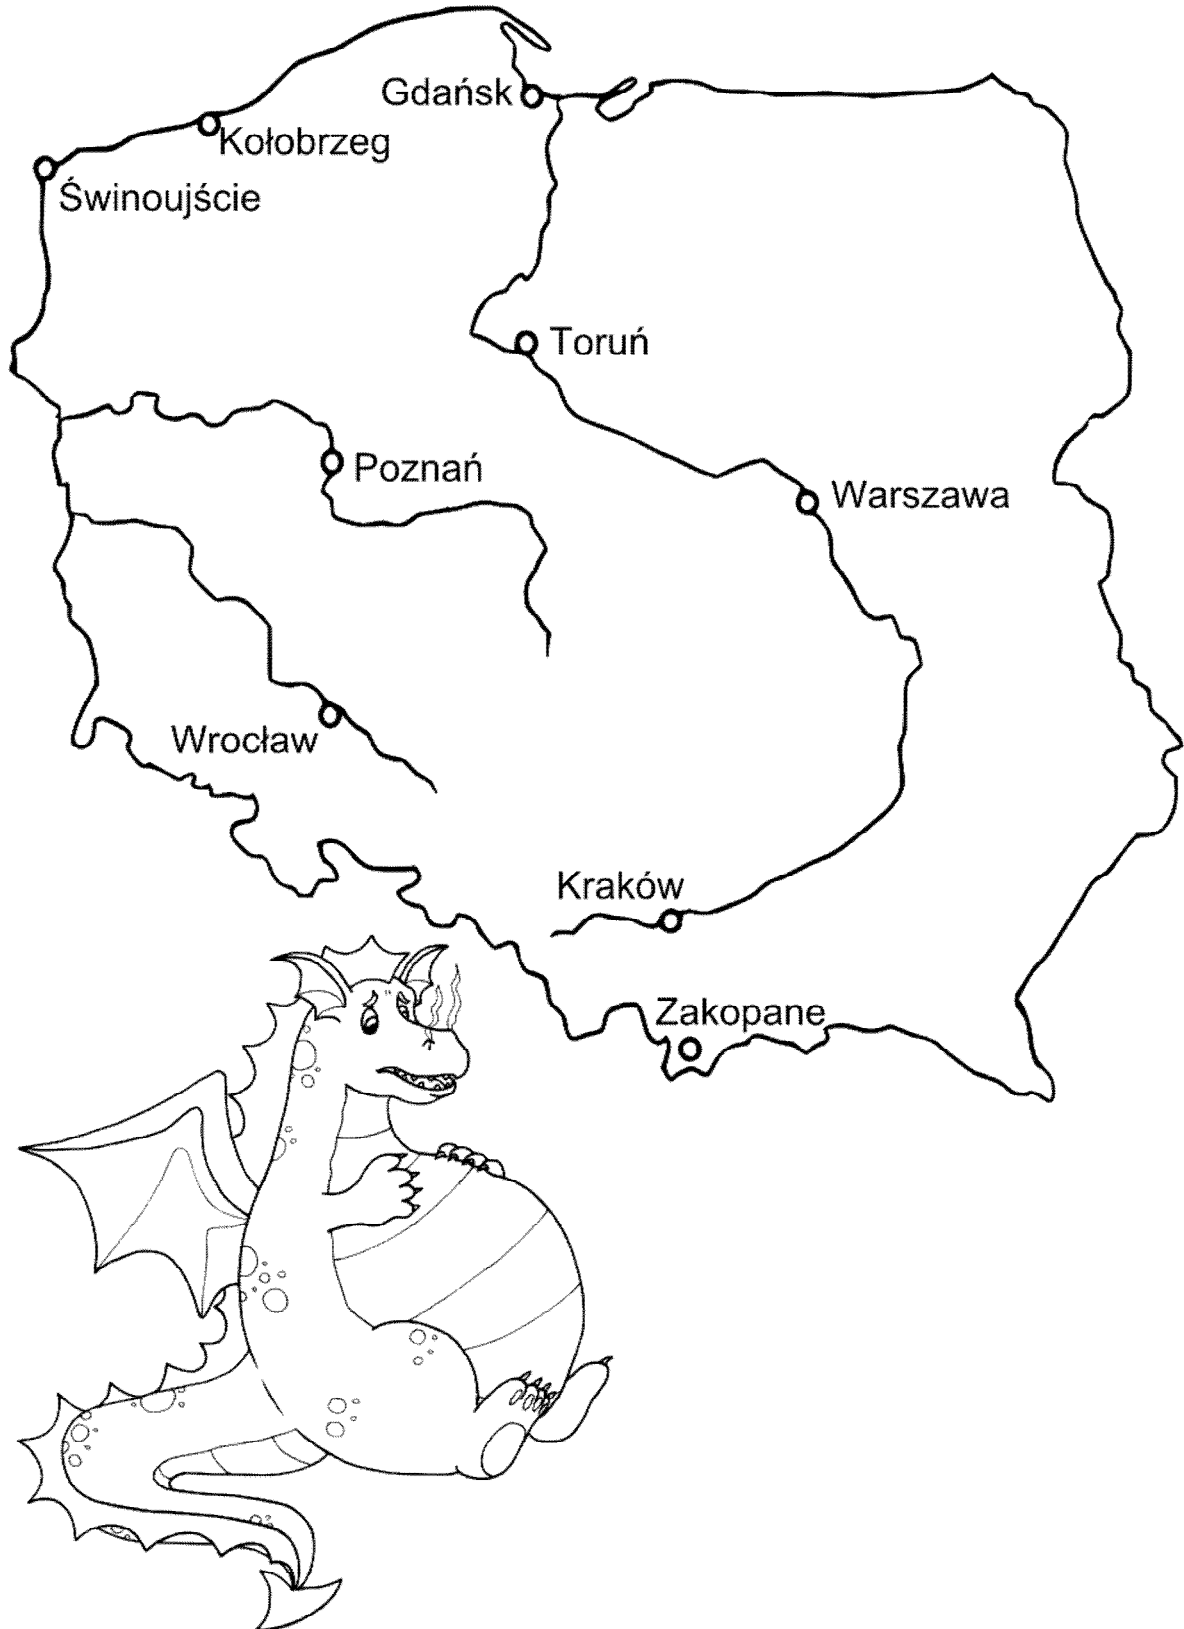 Gdańsk
Kołobrzeg
Świnoujście
Toruń
Poznań
Warszawa
Wrocław
Kraków
Zakopane